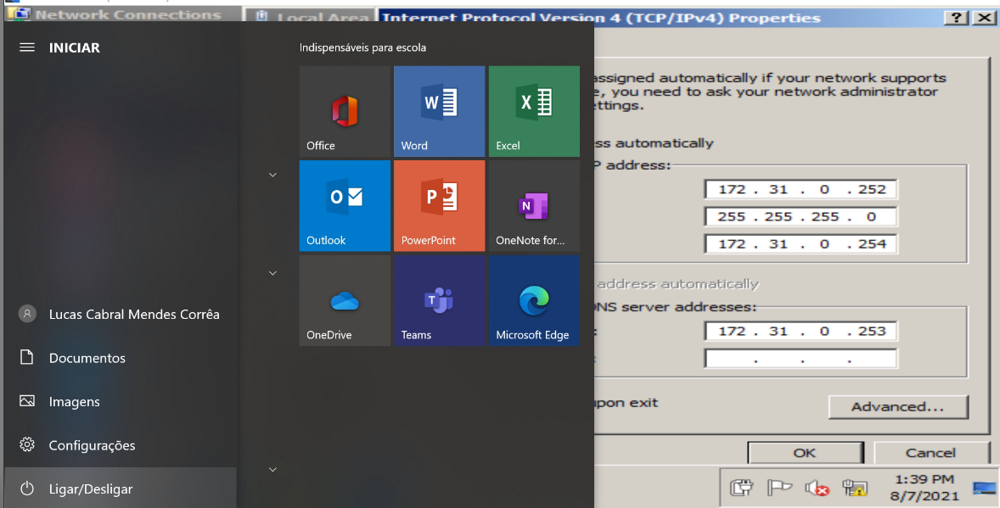 Network Connections
Local Area
Internet Protocol Version 4 (TCP/IPv4) Properties
INICIAR
Indispensáveis para escola
Office
Word
Excel
Outlook
PowerPoint
OneNote for...
OneDrive
Teams
Microsoft Edge
Lucas Cabral Mendes Corrêa
Documentos
Imagens
Configurações
Ligar/Desligar
assigned automatically if your network supports
, you need to ask your network administrator
ettings.
ss automatically
P address:
172 . 31 . 0 . 252
255 . 255 . 255 . 0
172 . 31 . 0 . 254
address automatically
NS server addresses:
172 . 31 . 0 . 253
. . .
upon exit
Advanced...
OK
Cancel
1:39 PM
8/7/2021